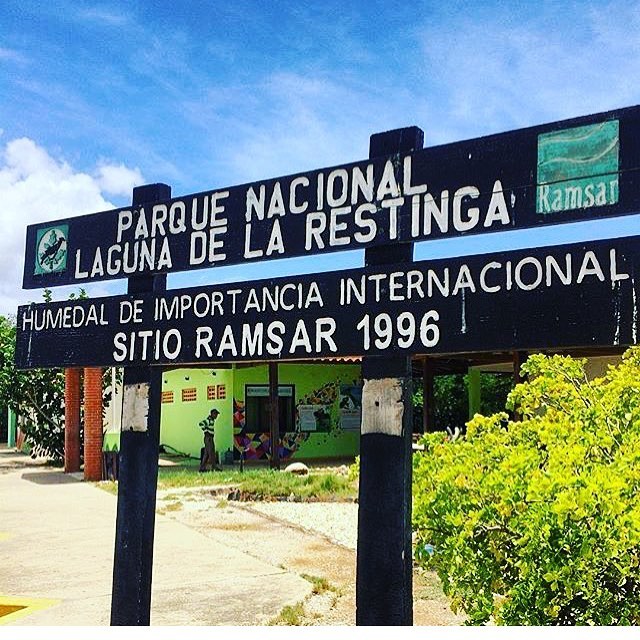 PARQUE NACIONAL
LAGUNA DE LA RESTINGA
Ramsar
HUMEDAL DE IMPORTANCIA INTERNACIONAL
SITIO RAMSAR 1996